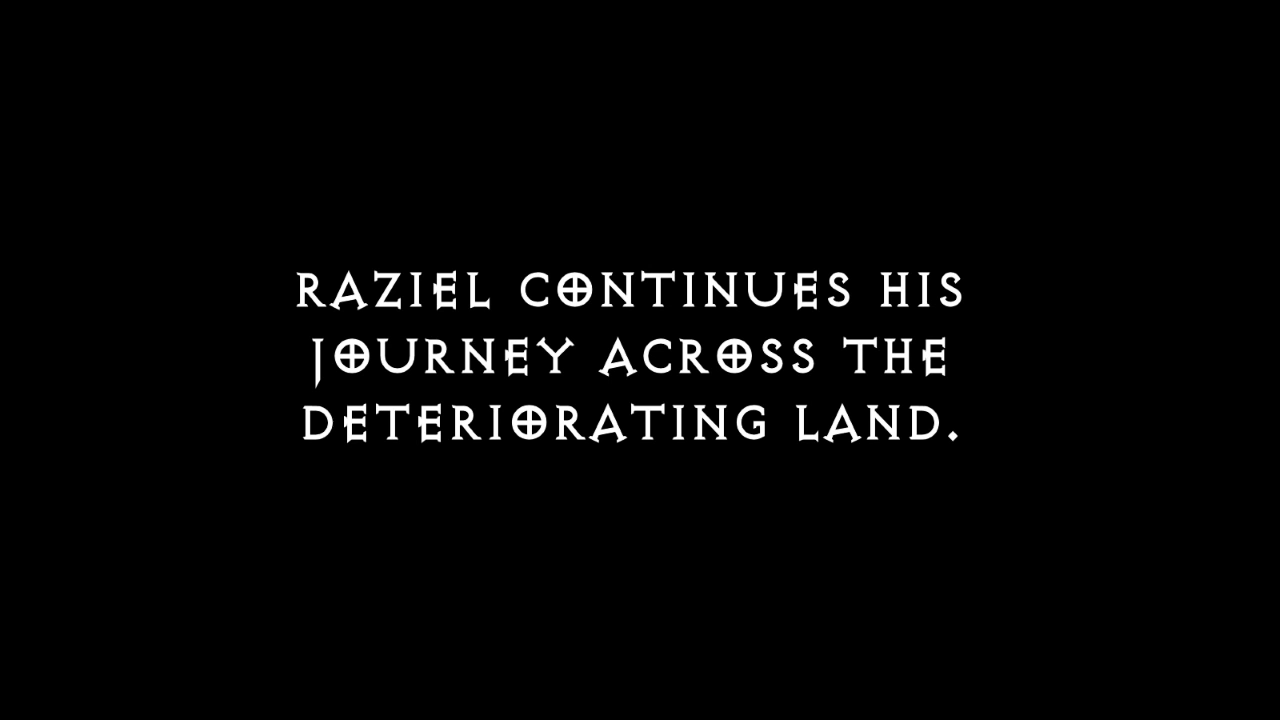 RAZIEL CONTINUES HIS
JOURNEY ACROSS THE
DETERIORATING LAND.